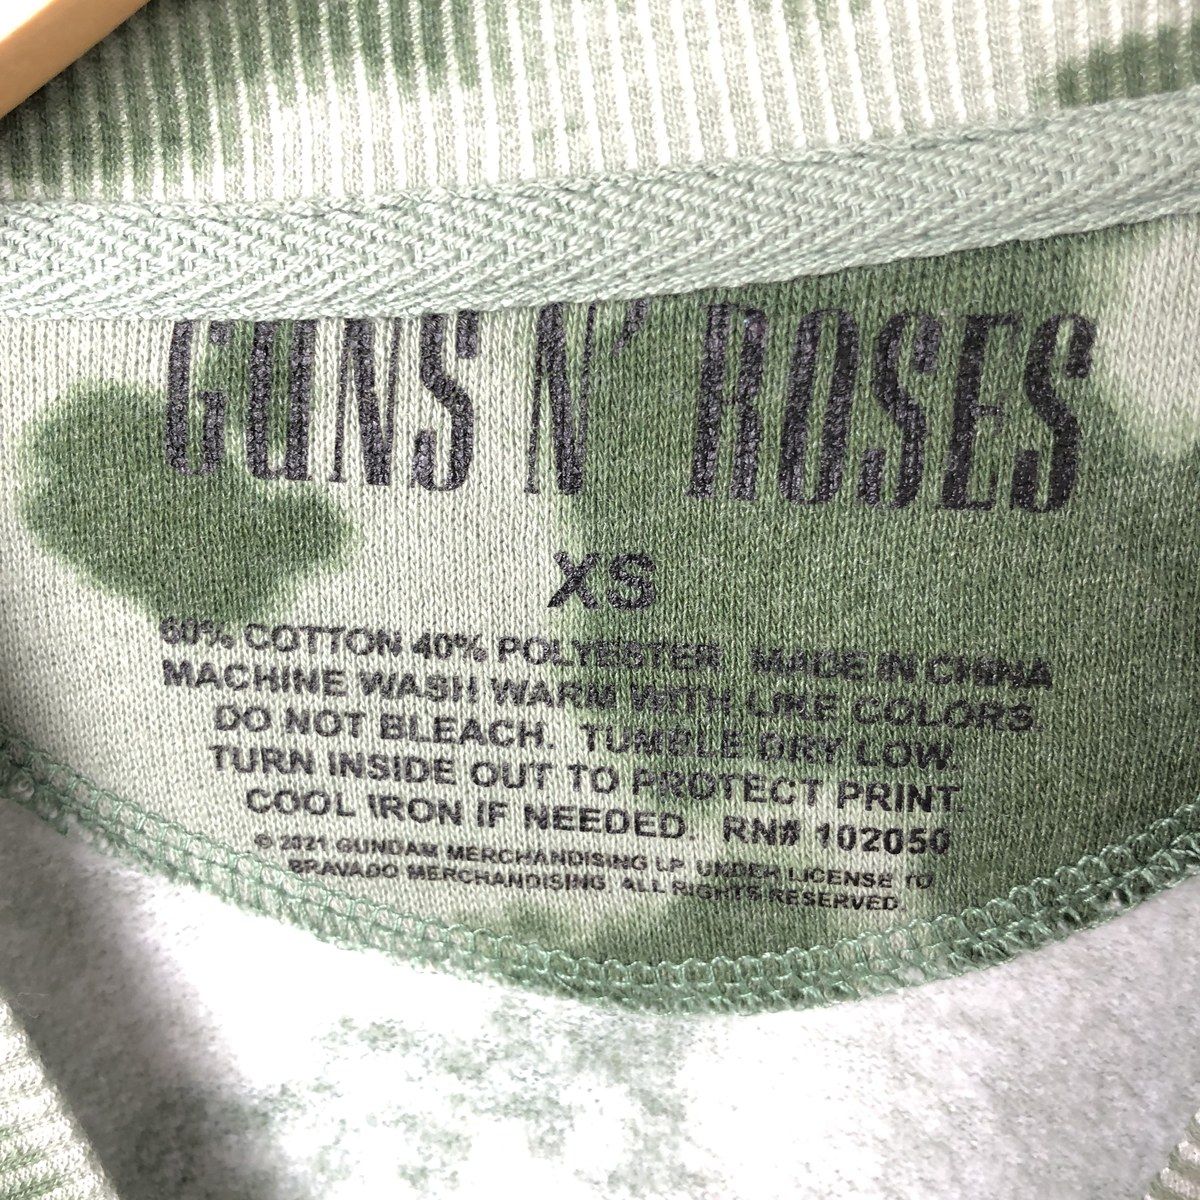 GUNS N' ROSES
XS
60% COTTON 40% POLYESTER MADE IN CHINA
MACHINE WASH WARM WITH LIKE COLORS.
DO NOT BLEACH. TUMBLE DRY LOW.
TURN INSIDE OUT TO PROTECT PRINT.
COOL IRON IF NEEDED. RN# 102050
© 2021 GUNDAM MERCHANDISING LP, UNDER LICENSE TO
BRAVADO MERCHANDISING. ALL RIGHTS RESERVED.